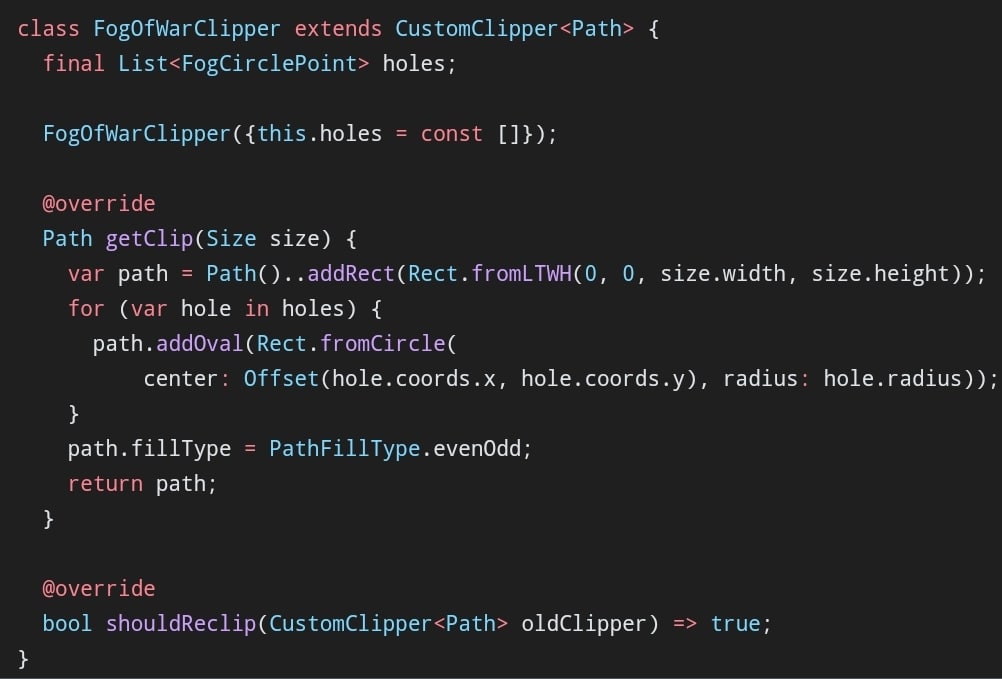 class FogOfWarClipper extends CustomClipper<Path> {
  final List<FogCirclePoint> holes;

  FogOfWarClipper({this.holes = const []});

  @override
  Path getClip(Size size) {
    var path = Path()..addRect(Rect.fromLTWH(0, 0, size.width, size.height));
    for (var hole in holes) {
      path.addOval(Rect.fromCircle(
          center: Offset(hole.coords.x, hole.coords.y), radius: hole.radius));
    }
    path.fillType = PathFillType.evenOdd;
    return path;
  }

  @override
  bool shouldReclip(CustomClipper<Path> oldClipper) => true;
}